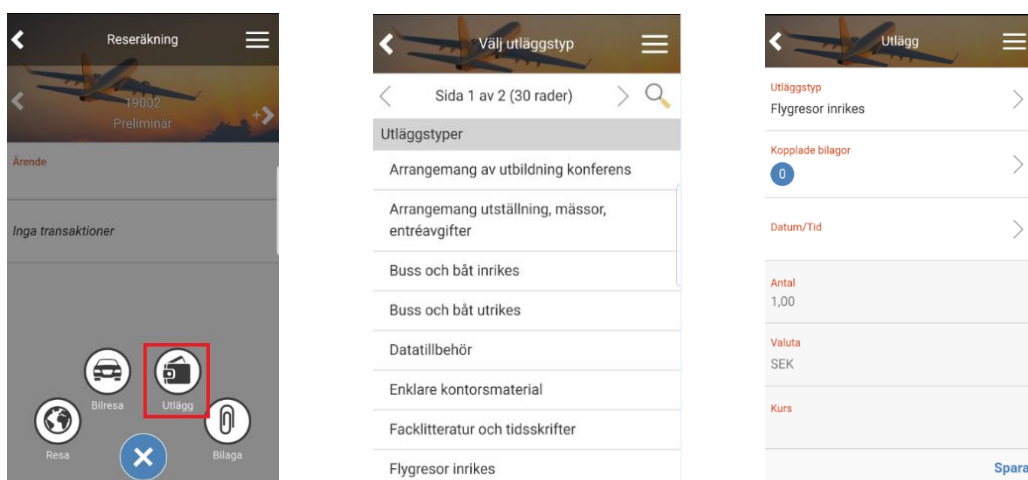 Reseräkning
T9002
Preliminär
Ärende
Inga transaktioner
Bilresa
Utlägg
Resa
Bilaga
Välj utläggstyp
Sida 1 av 2 (30 rader)
Utläggstyper
Arrangemang av utbildning konferens
Arrangemang utställning, mässor,
entréavgifter
Buss och båt inrikes
Buss och båt utrikes
Datatillbehör
Enklare kontorsmaterial
Facklitteratur och tidsskrifter
Flygresor inrikes
Utlägg
Utläggstyp
Flygresor inrikes
Kopplade bilagor
0
Datum/Tid
Antal
1,00
Valuta
SEK
Kurs
Spara